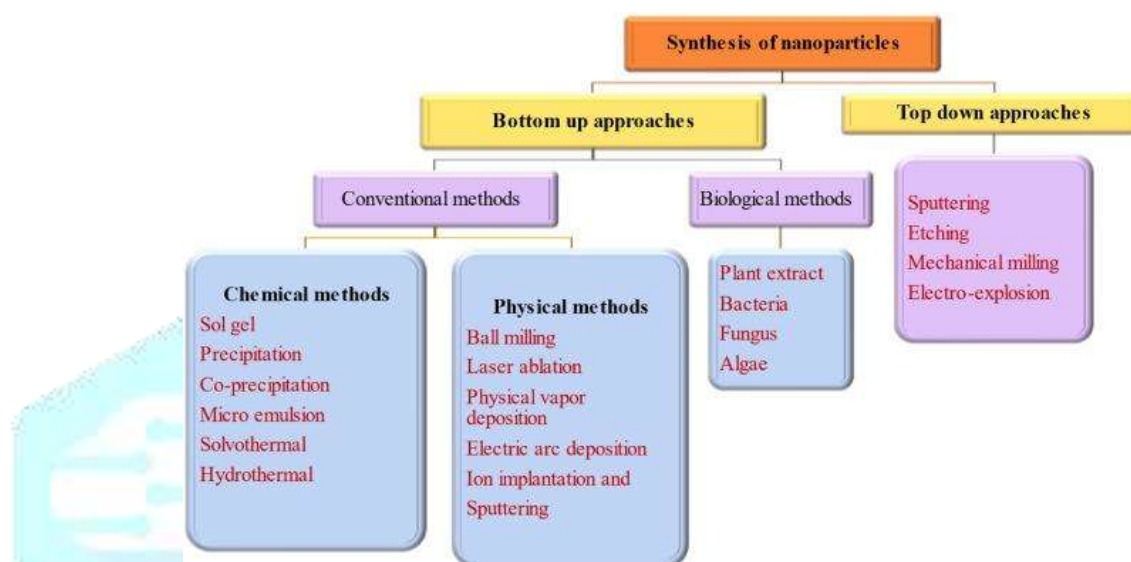 Synthesis of nanoparticles
Bottom up approaches
Top down approaches
Conventional methods
Biological methods
Sputtering
Etching
Mechanical milling
Electro-explosion
Chemical methods
Sol gel
Precipitation
Co-precipitation
Micro emulsion
Solvothermal
Hydrothermal
Physical methods
Ball milling
Laser ablation
Physical vapor
deposition
Electric arc deposition
Ion implantation and
Sputtering
Plant extract
Bacteria
Fungus
Algae